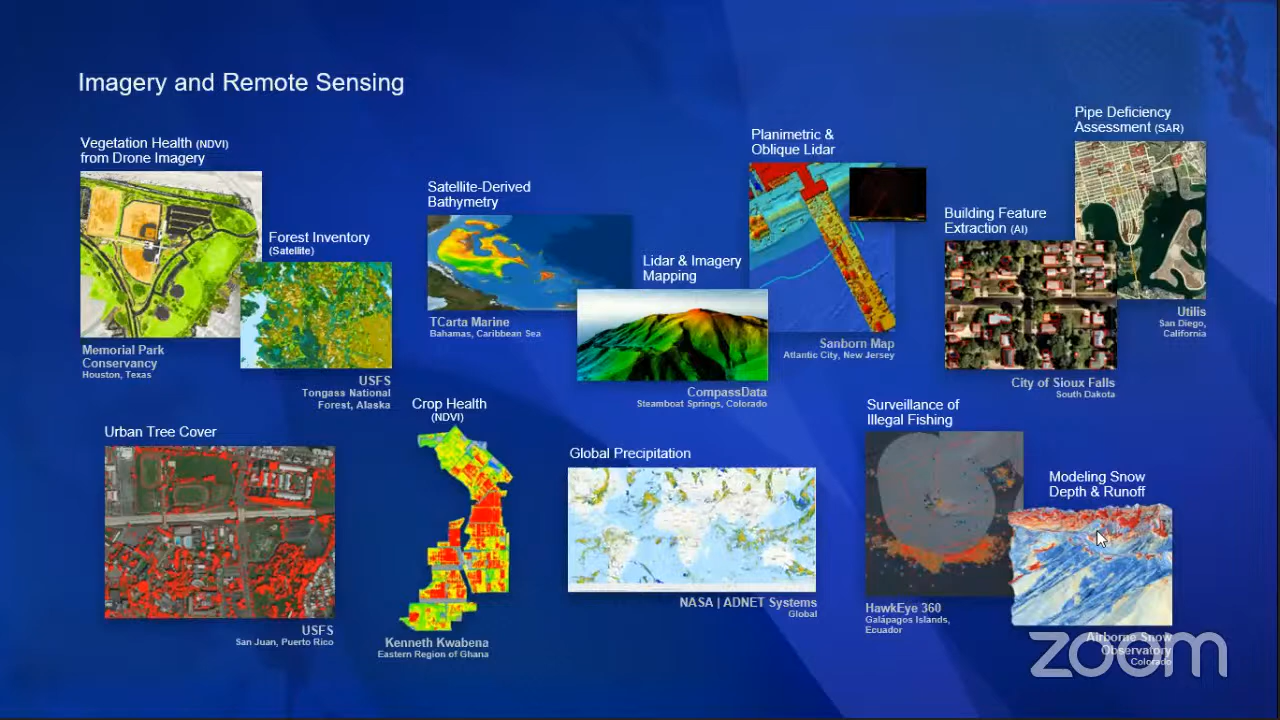 Imagery and Remote Sensing
Vegetation Health (NDVI)
from Drone Imagery
Memorial Park
Conservancy
Houston, Texas
Forest Inventory
(Satellite)
USFS
Tongass National
Forest, Alaska
Satellite-Derived
Bathymetry
TCarta Marine
Bahamas, Caribbean Sea
Lidar & Imagery
Mapping
CompassData
Steamboat Springs, Colorado
Planimetric &
Oblique Lidar
Sanborn Map
Atlantic City, New Jersey
Building Feature
Extraction (AI)
City of Sioux Falls
South Dakota
Pipe Deficiency
Assessment (SAR)
Utilis
San Diego,
California
Urban Tree Cover
USFS
San Juan, Puerto Rico
Crop Health
(NDVI)
Kenneth Kwabena
Eastern Region of Ghana
Global Precipitation
NASA | ADNET Systems
Global
Surveillance of
Illegal Fishing
HawkEye 360
Galápagos Islands,
Ecuador
Modeling Snow
Depth & Runoff
Airborne Snow
Observatory
Colorado
zoom